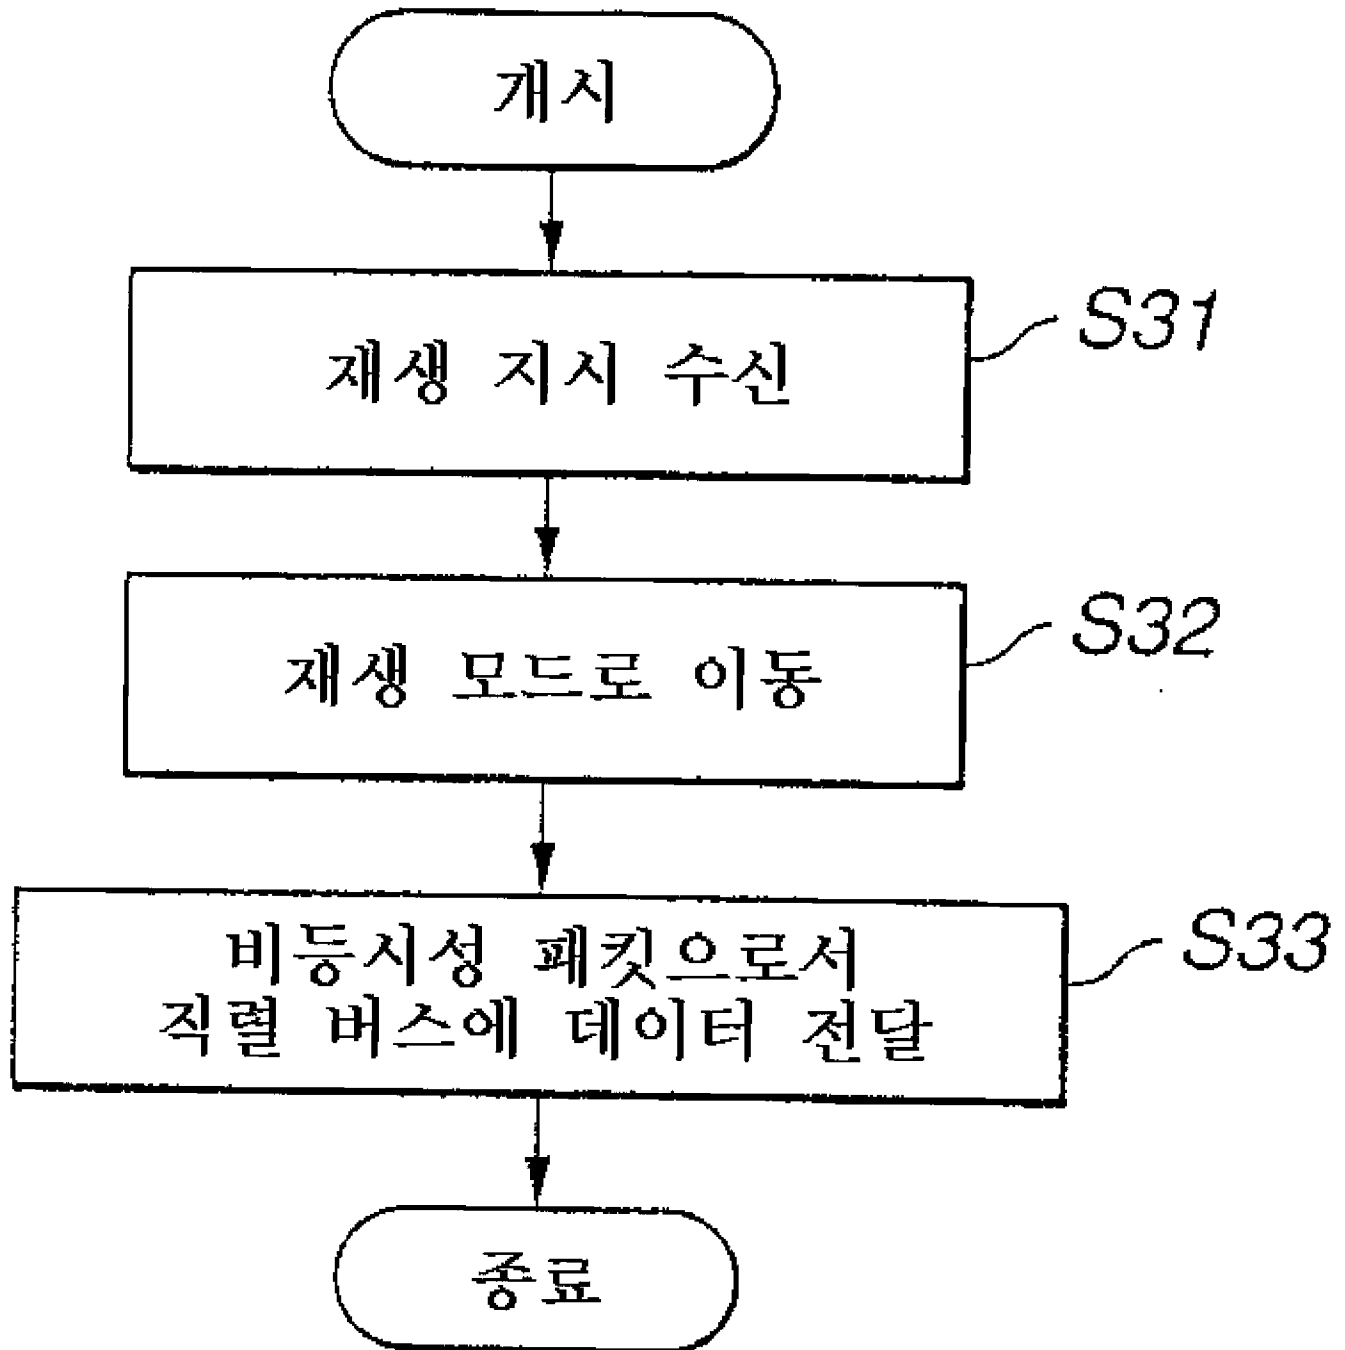 개시
재생 지시 수신
S31
재생 모드로 이동
S32
비등시성 패킷으로서
직렬 버스에 데이터 전달
S33
종료